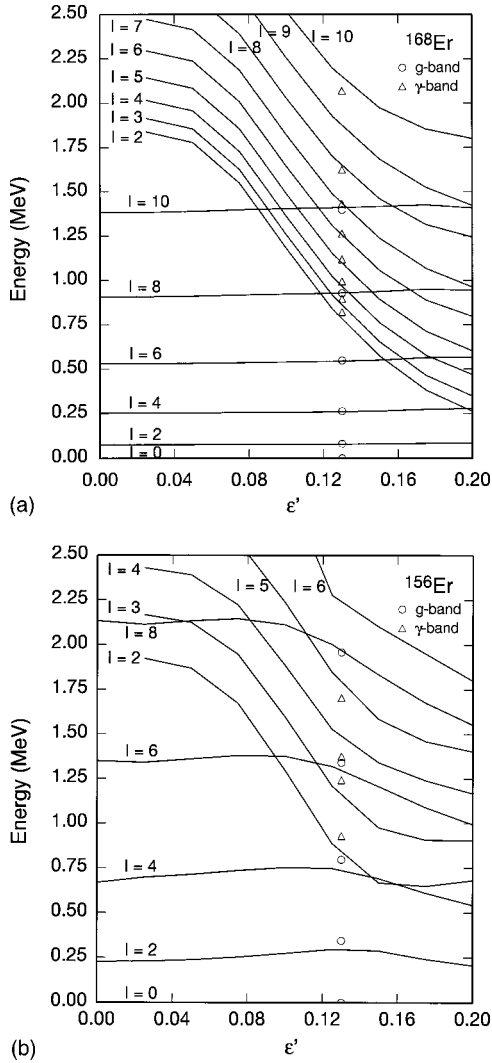 2.50
2.25
2.00
1.75
1.50
1.25
1.00
0.75
0.50
0.25
0.00
Energy (MeV)
I = 7
I = 6
I = 5
I = 4
I = 3
I = 2
I = 10
I = 8
I = 6
I = 4
I = 2
I = 0
I = 9
I = 8
I = 10
168Er
g-band
γ-band
0.00 0.04 0.08 0.12 0.16 0.20
ε'
(a)
2.50
2.25
2.00
1.75
1.50
1.25
1.00
0.75
0.50
0.25
0.00
Energy (MeV)
I = 4
I = 3
I = 8
I = 2
I = 6
I = 4
I = 2
I = 0
I = 5
I = 6
156Er
g-band
γ-band
0.00 0.04 0.08 0.12 0.16 0.20
ε'
(b)